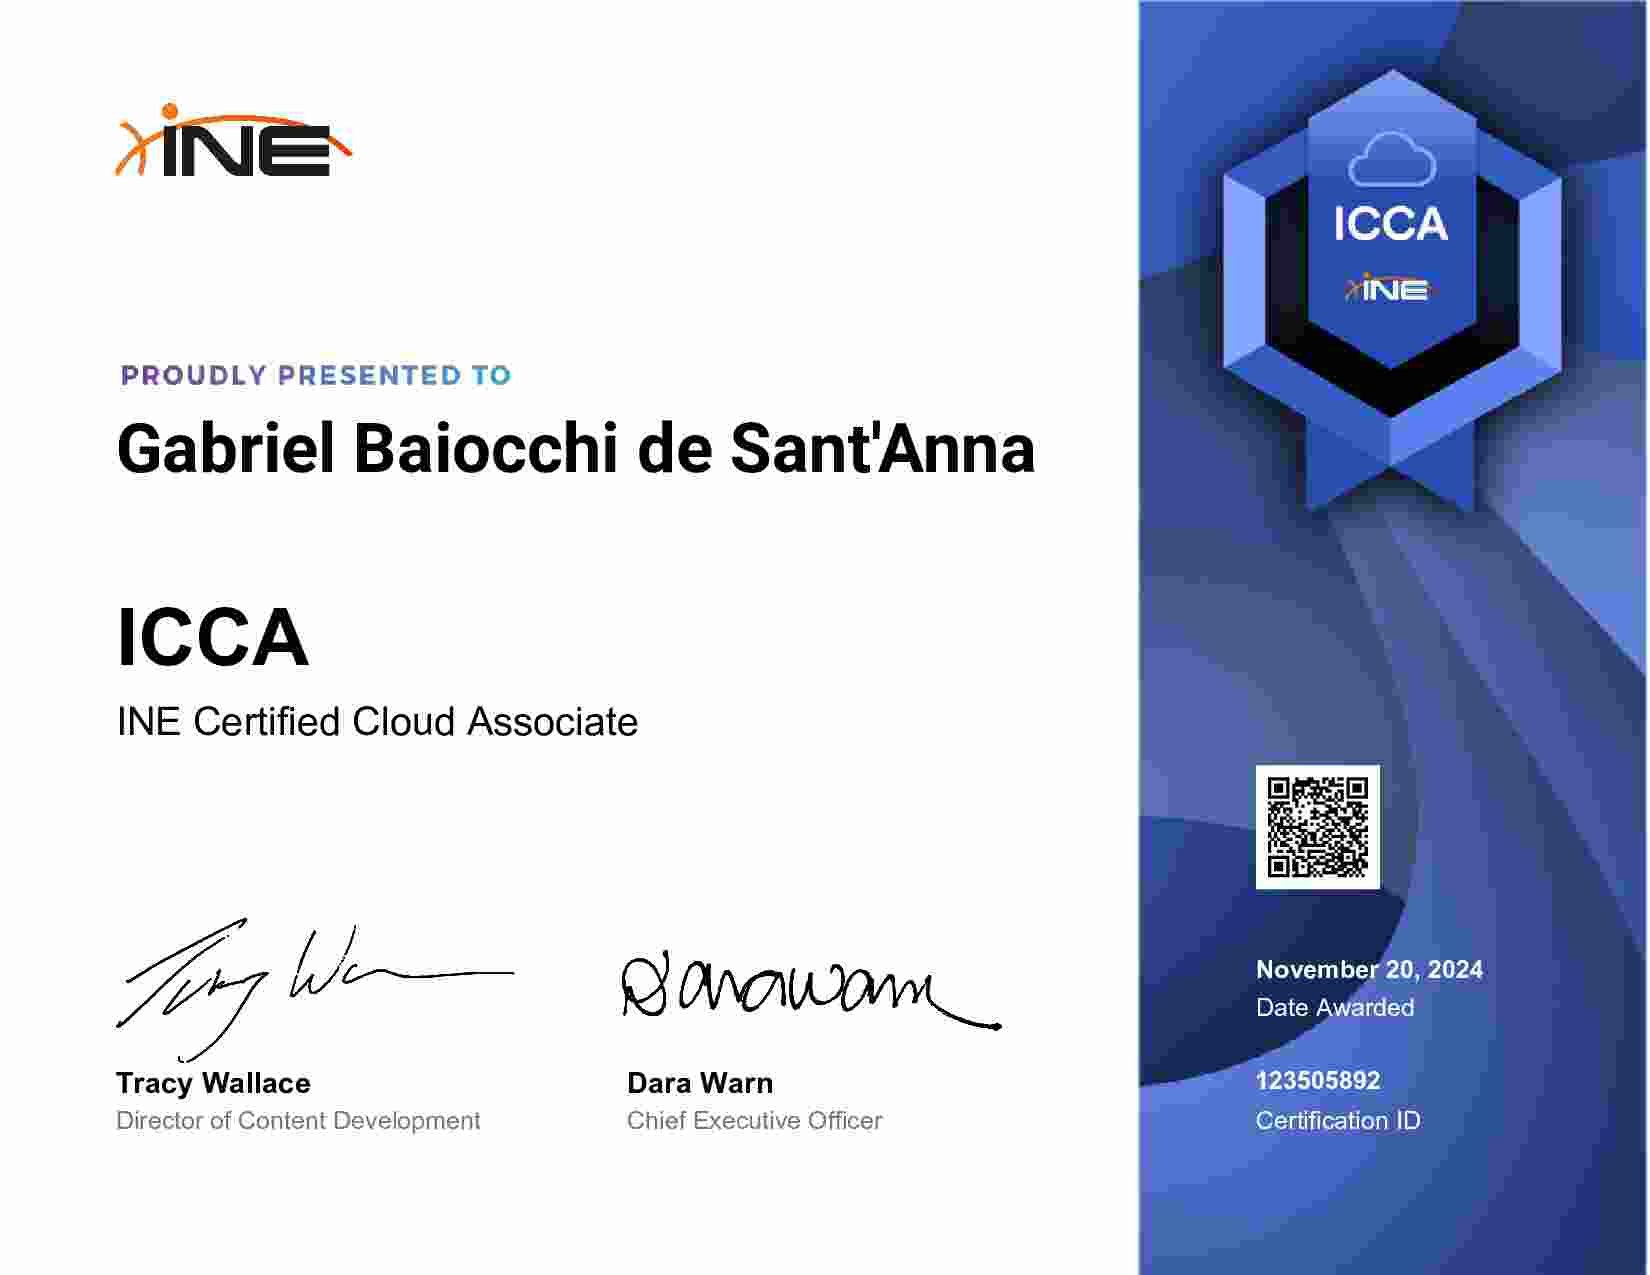 INE
PROUDLY PRESENTED TO
Gabriel Baiocchi de Sant'Anna
ICCA
INE Certified Cloud Associate
Tracy Wallace
Director of Content Development
Dara Warn
Chief Executive Officer
ICCA
INE
November 20, 2024
Date Awarded
123505892
Certification ID